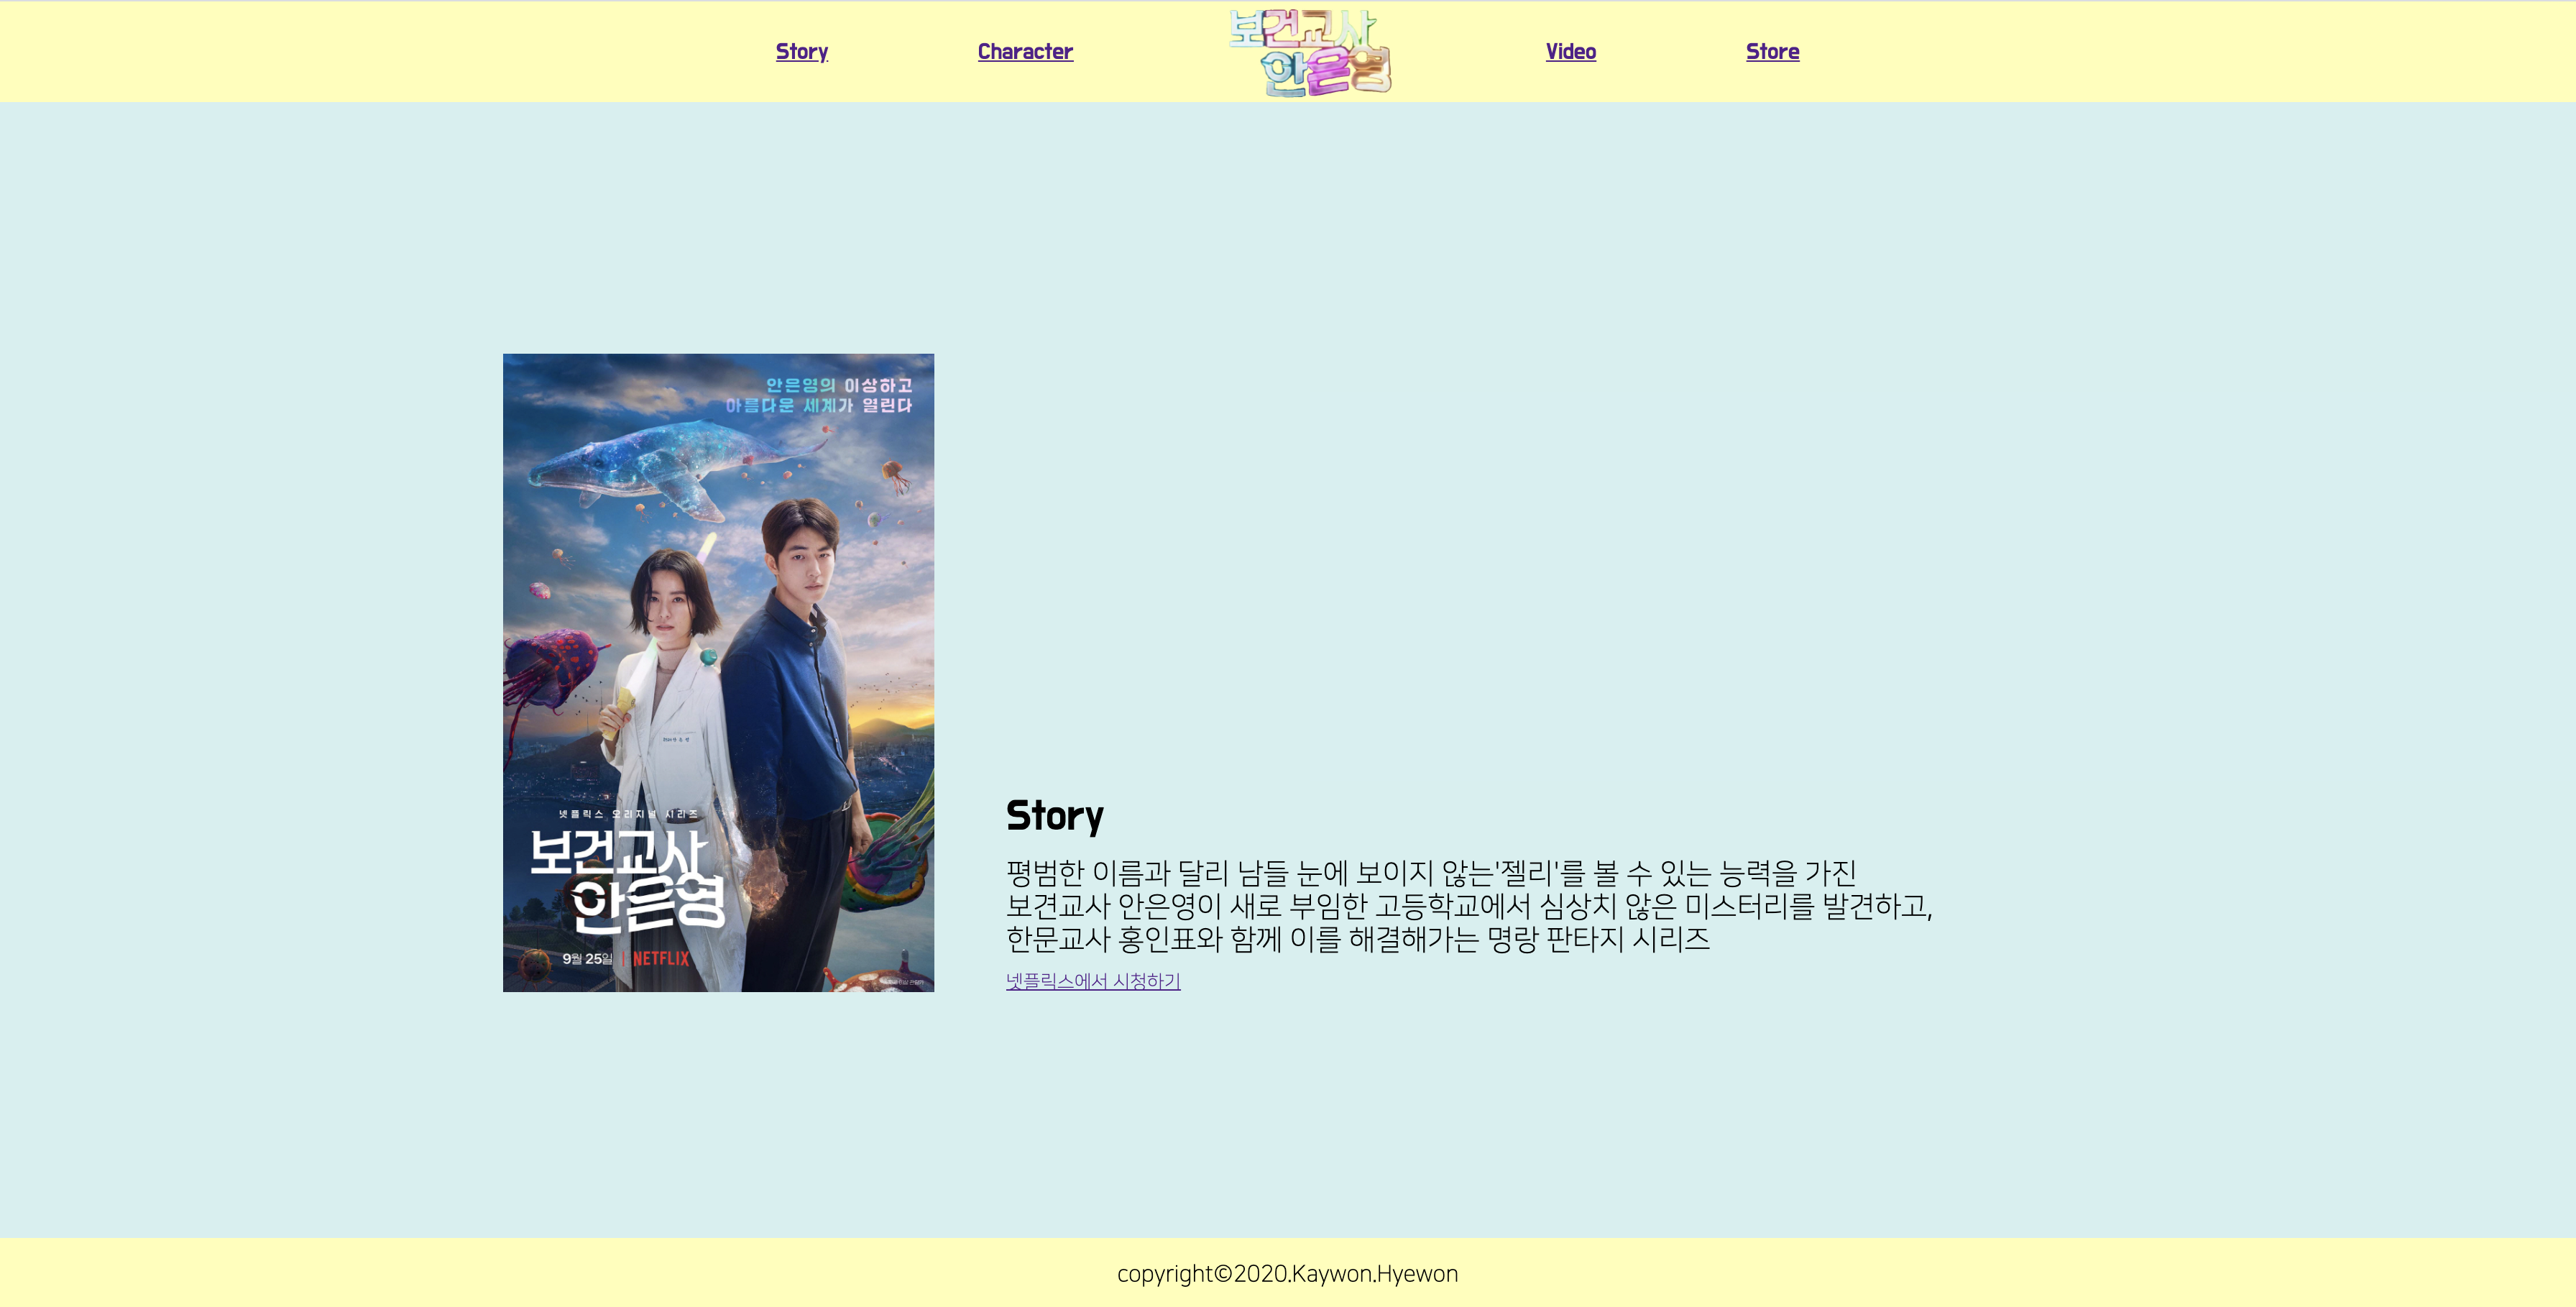 Story
Character
보건교사
안은영
Video
Store
안은영의 이상하고
아름다운 세계가 열린다
넷플릭스 오리지널 시리즈
보건교사
안은영
9월 25일 | NETFLIX
Story
평범한 이름과 달리 남들 눈에 보이지 않는'젤리'를 볼 수 있는 능력을 가진
보견교사 안은영이 새로 부임한 고등학교에서 심상치 않은 미스터리를 발견하고,
한문교사 홍인표와 함께 이를 해결해가는 명랑 판타지 시리즈
넷플릭스에서 시청하기
copyright©2020.Kaywon.Hyewon